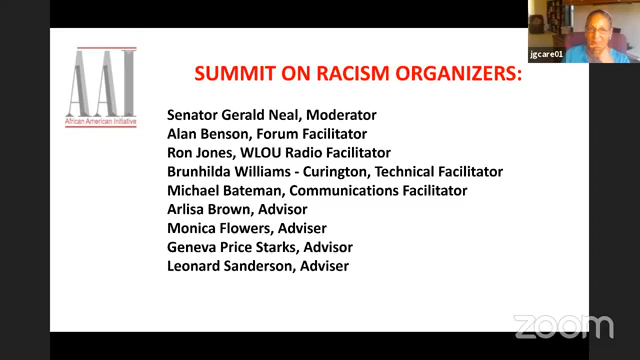 AAI
African American Initiative
SUMMIT ON RACISM ORGANIZERS:
Senator Gerald Neal, Moderator
Alan Benson, Forum Facilitator
Ron Jones, WLOU Radio Facilitator
Brunhilda Williams - Curington, Technical Facilitator
Michael Bateman, Communications Facilitator
Arlisa Brown, Advisor
Monica Flowers, Adviser
Geneva Price Starks, Advisor
Leonard Sanderson, Adviser
jgcare01
zoom